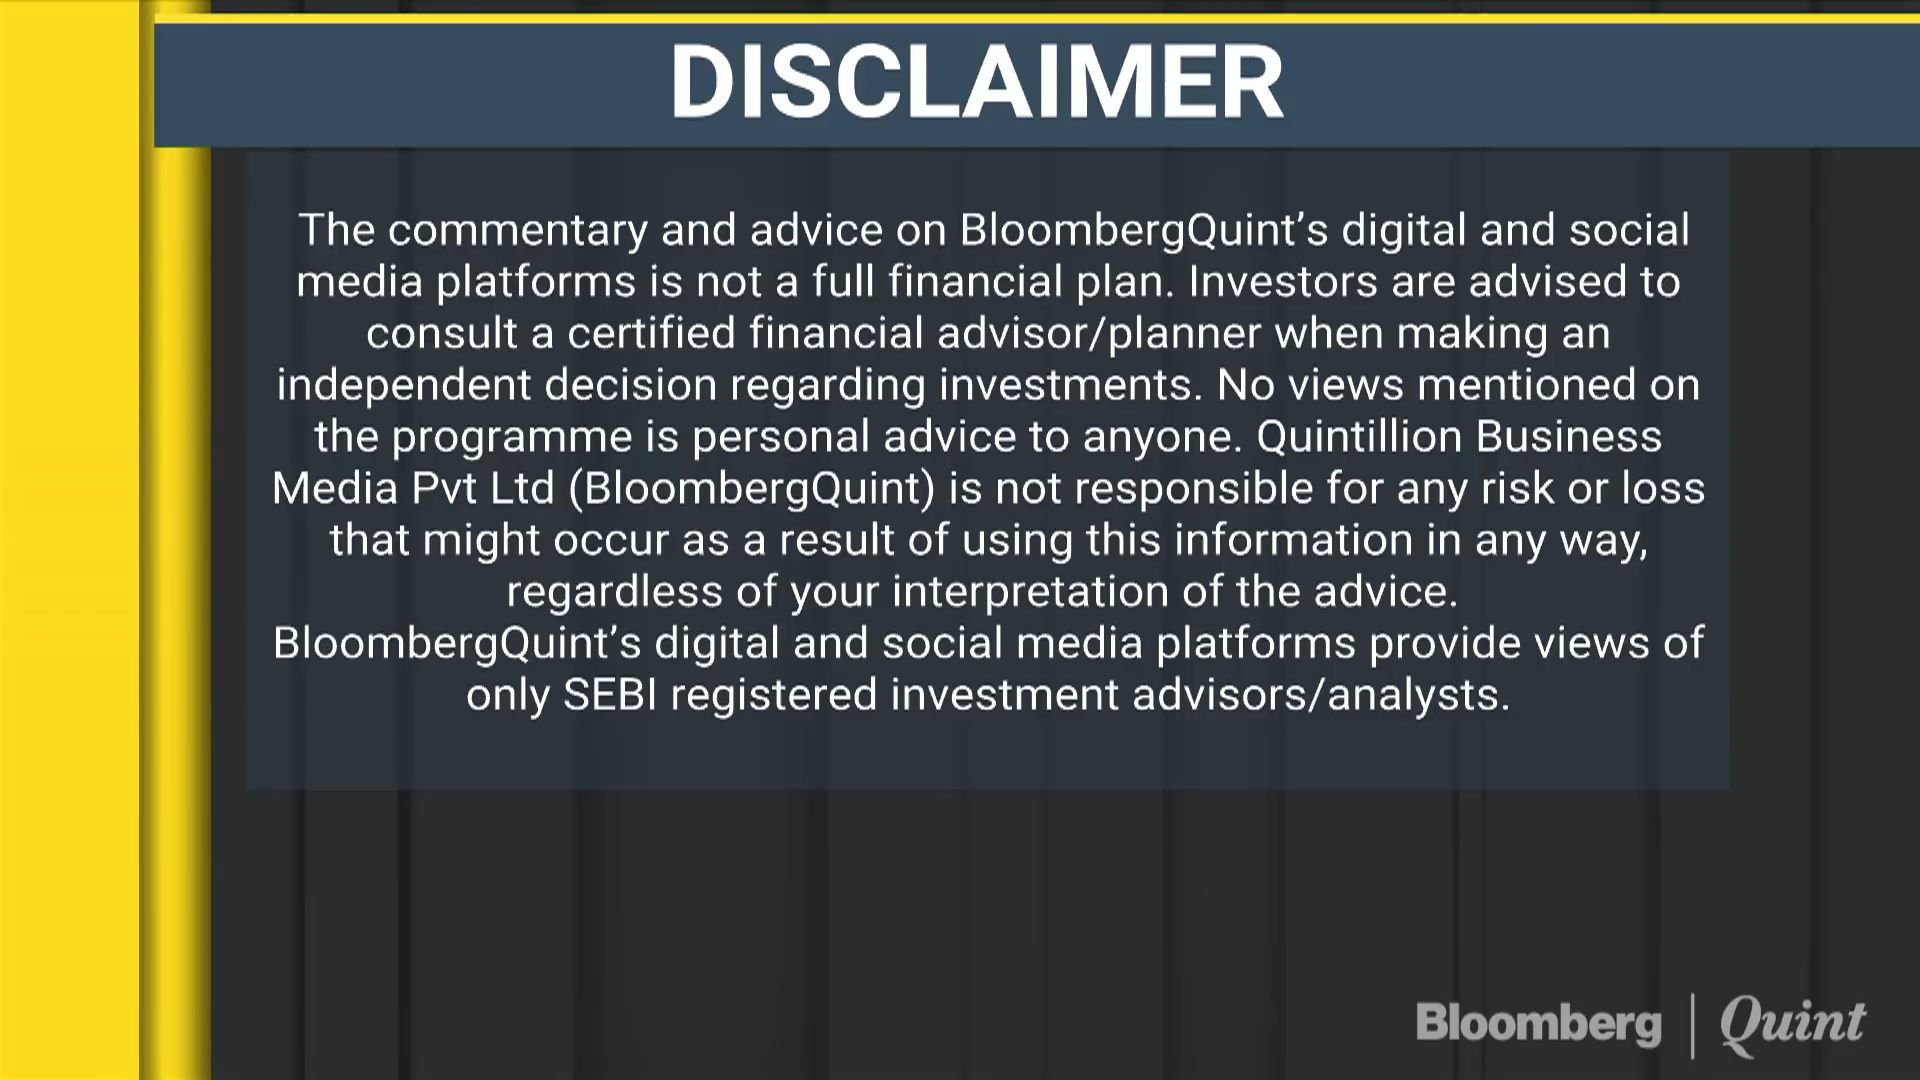 DISCLAIMER
The commentary and advice on BloombergQuint’s digital and social
media platforms is not a full financial plan. Investors are advised to
consult a certified financial advisor/planner when making an
independent decision regarding investments. No views mentioned on
the programme is personal advice to anyone. Quintillion Business
Media Pvt Ltd (BloombergQuint) is not responsible for any risk or loss
that might occur as a result of using this information in any way,
regardless of your interpretation of the advice.
BloombergQuint’s digital and social media platforms provide views of
only SEBI registered investment advisors/analysts.
Bloomberg | Quint